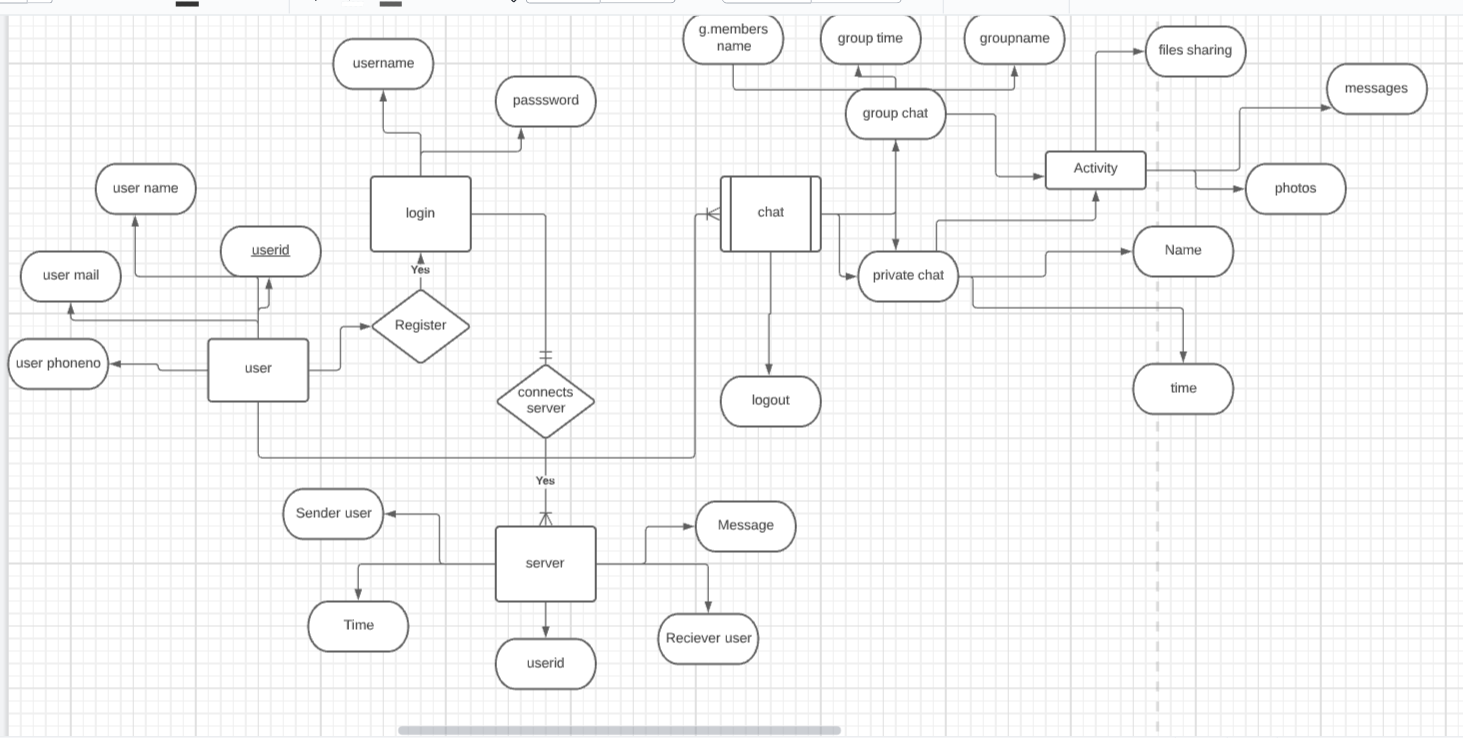 g.members
name
group time
groupname
files sharing
username
passsword
messages
group chat
user name
login
chat
Activity
photos
userid
Name
user mail
Yes
private chat
Register
user phoneno
user
connects
server
logout
time
Yes
Sender user
Message
server
Time
Reciever user
userid